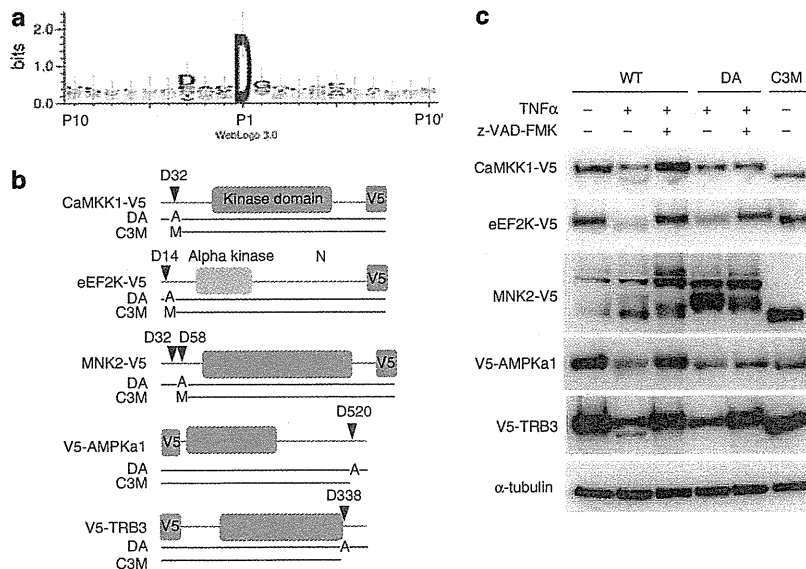 a
bits
2.0
1.0
0.0
D
D
G
P10
P1
P10'
WebLogo 3.0
b
D32
CaMKK1-V5
Kinase domain
V5
DA
A
C3M
M
D14
Alpha kinase
N
eEF2K-V5
V5
DA
A
C3M
M
D32
D58
MNK2-V5
V5
DA
A
C3M
M
D520
V5-AMPKa1
V5
DA
A
C3M
D338
V5-TRB3
V5
DA
A
C3M
c
WT
DA
C3M
TNFα
–
+
+
+
+
–
z-VAD-FMK
–
–
+
–
+
–
CaMKK1-V5
eEF2K-V5
MNK2-V5
V5-AMPKa1
V5-TRB3
α-tubulin